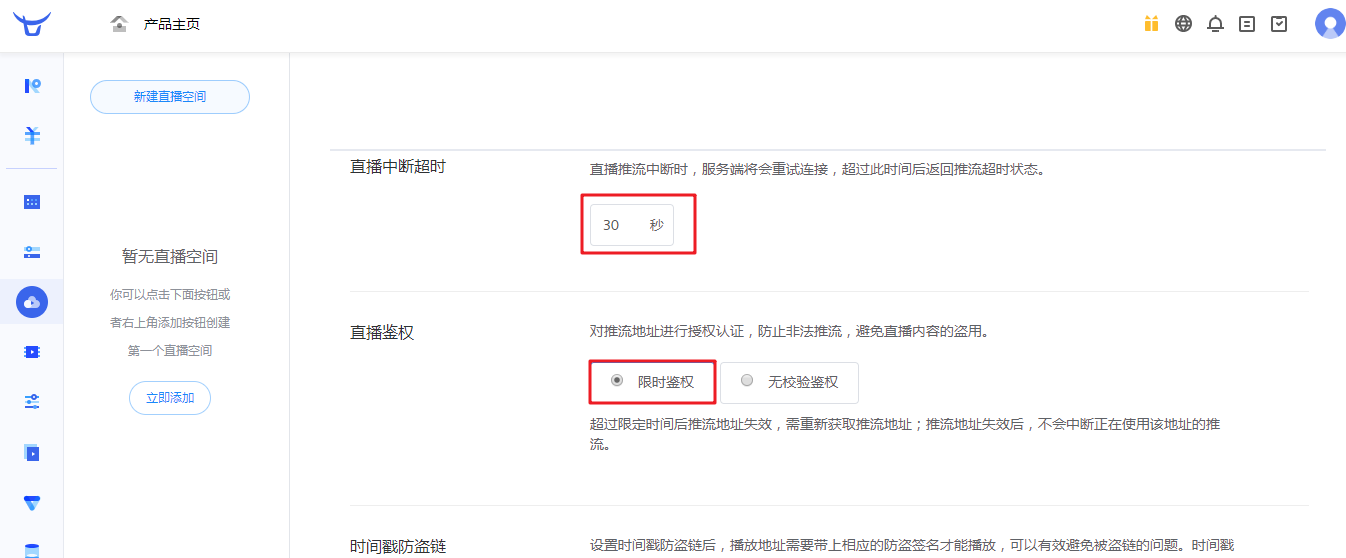 产品主页
新建直播空间
暂无直播空间
你可以点击下面按钮或
者右上角添加按钮创建
第一个直播空间
立即添加
直播中断超时
直播推流中断时，服务端将会重试连接，超过此时间后返回推流超时状态。
30 秒
直播鉴权
对推流地址进行授权认证，防止非法推流，避免直播内容的盗用。
限时鉴权 无校验鉴权
超过限定时间后推流地址失效，需重新获取推流地址；推流地址失效后，不会中断正在使用该地址的推
流。
时间戳防盗链
设置时间戳防盗链后，播放地址需要带上相应的防盗签名才能播放，可以有效避免被盗链的问题。时间戳